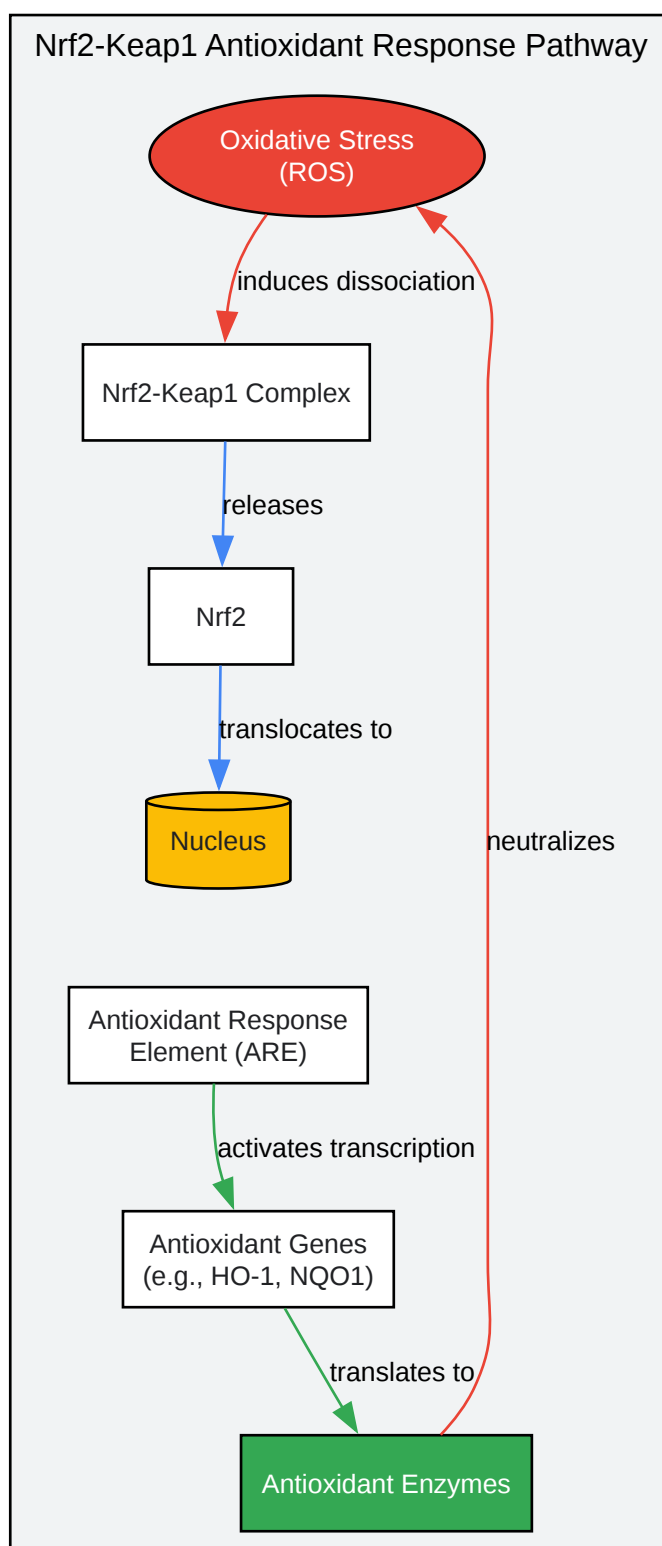 Nrf2-Keap1 Antioxidant Response Pathway
Oxidative Stress
(ROS)
induces dissociation
Nrf2-Keap1 Complex
releases
Nrf2
translocates to
Nucleus
neutralizes
Antioxidant Response
Element (ARE)
activates transcription
Antioxidant Genes
(e.g., HO-1, NQO1)
translates to
Antioxidant Enzymes